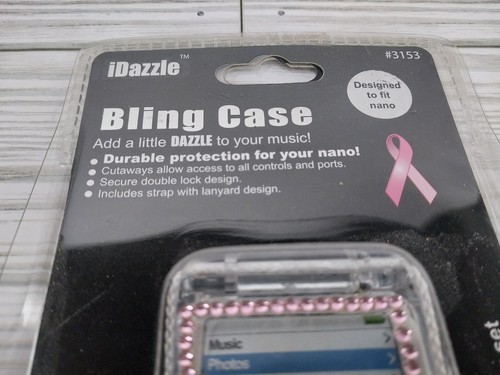 iDazzle™
#3153
Designed
to fit
nano
Bling Case
Add a little DAZZLE to your music!
• Durable protection for your nano!
• Cutaways allow access to all controls and ports.
• Secure double lock design.
• Includes strap with lanyard design.
Music
Photos
set